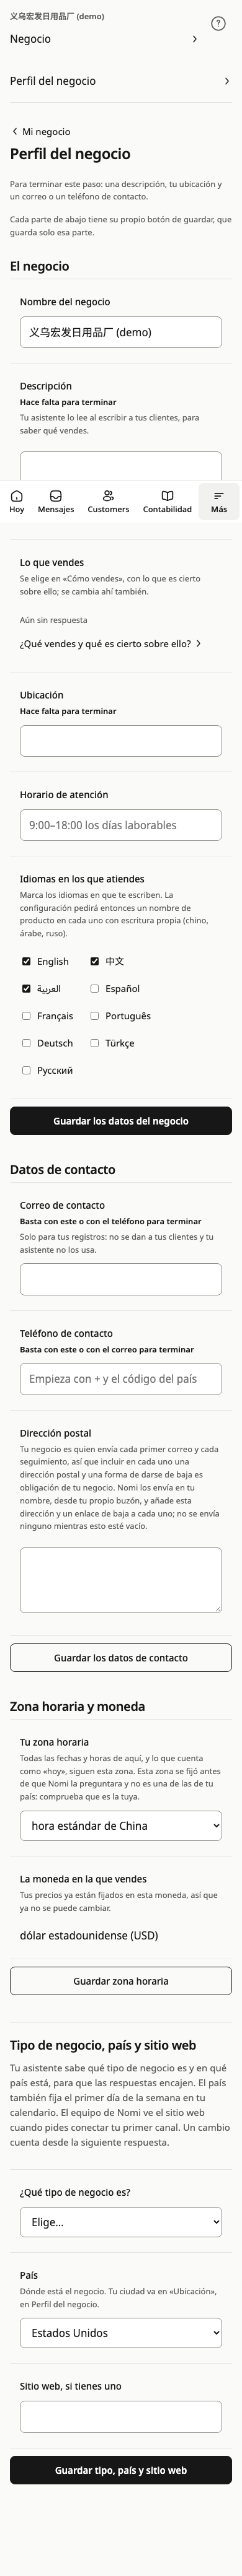 义乌宏发日用品厂 (demo)
Negocio
Perfil del negocio
Mi negocio
Perfil del negocio
Para terminar este paso: una descripción, tu ubicación y
un correo o un teléfono de contacto.
Cada parte de abajo tiene su propio botón de guardar, que
guarda solo esa parte.
El negocio
Nombre del negocio
义乌宏发日用品厂 (demo)
Descripción
Hace falta para terminar
Tu asistente lo lee al escribir a tus clientes, para
saber qué vendes.
Hoy
Mensajes
Customers
Contabilidad
Más
Lo que vendes
Se elige en «Cómo vendes», con lo que es cierto
sobre ello; se cambia ahí también.
Aún sin respuesta
¿Qué vendes y qué es cierto sobre ello?
Ubicación
Hace falta para terminar
Horario de atención
9:00–18:00 los días laborables
Idiomas en los que atiendes
Marca los idiomas en que te escriben. La
configuración pedirá entonces un nombre de
producto en cada uno con escritura propia (chino,
árabe, ruso).
English
中文
العربية
Español
Français
Português
Deutsch
Türkçe
Русский
Guardar los datos del negocio
Datos de contacto
Correo de contacto
Basta con este o con el teléfono para terminar
Solo para tus registros: no se dan a tus clientes y tu
asistente no los usa.
Teléfono de contacto
Basta con este o con el correo para terminar
Empieza con + y el código del país
Dirección postal
Tu negocio es quien envía cada primer correo y cada
seguimiento, así que incluir en cada uno una
dirección postal y una forma de darse de baja es
obligación de tu negocio. Nomi los envía en tu
nombre, desde tu propio buzón, y añade esta
dirección y un enlace de baja a cada uno; no se envía
ninguno mientras esto esté vacío.
Guardar los datos de contacto
Zona horaria y moneda
Tu zona horaria
Todas las fechas y horas de aquí, y lo que cuenta
como «hoy», siguen esta zona. Esta zona se fijó antes
de que Nomi la preguntara y no es una de las de tu
país: comprueba que es la tuya.
hora estándar de China
La moneda en la que vendes
Tus precios ya están fijados en esta moneda, así que
ya no se puede cambiar.
dólar estadounidense (USD)
Guardar zona horaria
Tipo de negocio, país y sitio web
Tu asistente sabe qué tipo de negocio es y en qué
país está, para que las respuestas encajen. El país
también fija el primer día de la semana en tu
calendario. El equipo de Nomi ve el sitio web
cuando pides conectar tu primer canal. Un cambio
cuenta desde la siguiente respuesta.
¿Qué tipo de negocio es?
Elige...
País
Dónde está el negocio. Tu ciudad va en «Ubicación»,
en Perfil del negocio.
Estados Unidos
Sitio web, si tienes uno
Guardar tipo, país y sitio web